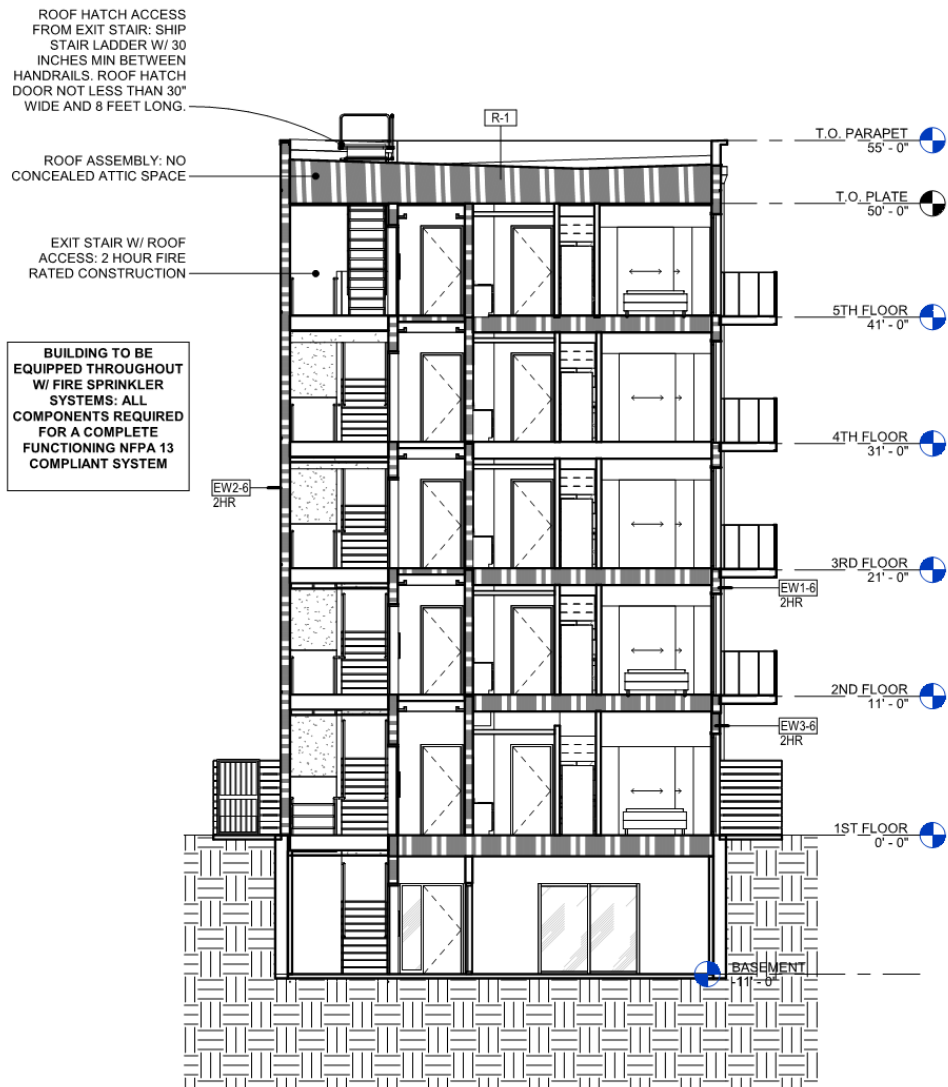 ROOF HATCH ACCESS
FROM EXIT STAIR: SHIP
STAIR LADDER W/ 30
INCHES MIN BETWEEN
HANDRAILS. ROOF HATCH
DOOR NOT LESS THAN 30"
WIDE AND 8 FEET LONG.
R-1
T.O. PARAPET
55' - 0"
ROOF ASSEMBLY: NO
CONCEALED ATTIC SPACE
T.O. PLATE
50' - 0"
EXIT STAIR W/ ROOF
ACCESS: 2 HOUR FIRE
RATED CONSTRUCTION
5TH FLOOR
41' - 0"
BUILDING TO BE
EQUIPPED THROUGHOUT
W/ FIRE SPRINKLER
SYSTEMS: ALL
COMPONENTS REQUIRED
FOR A COMPLETE
FUNCTIONING NFPA 13
COMPLIANT SYSTEM
4TH FLOOR
31' - 0"
EW2-6
2HR
3RD FLOOR
21' - 0"
EW1-6
2HR
2ND FLOOR
11' - 0"
EW3-6
2HR
1ST FLOOR
0' - 0"
BASEMENT
-11' - 0"